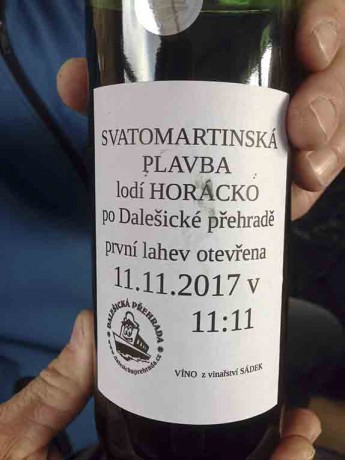 SVATOMARTINSKÁ
PLAVBA
lodí HORÁCKO
po Dalešické přehradě
první lahev otevřena
11.11.2017 v
11:11
DALEŠICKÁ PŘEHRADA
VÍNO z vinařství SÁDEK